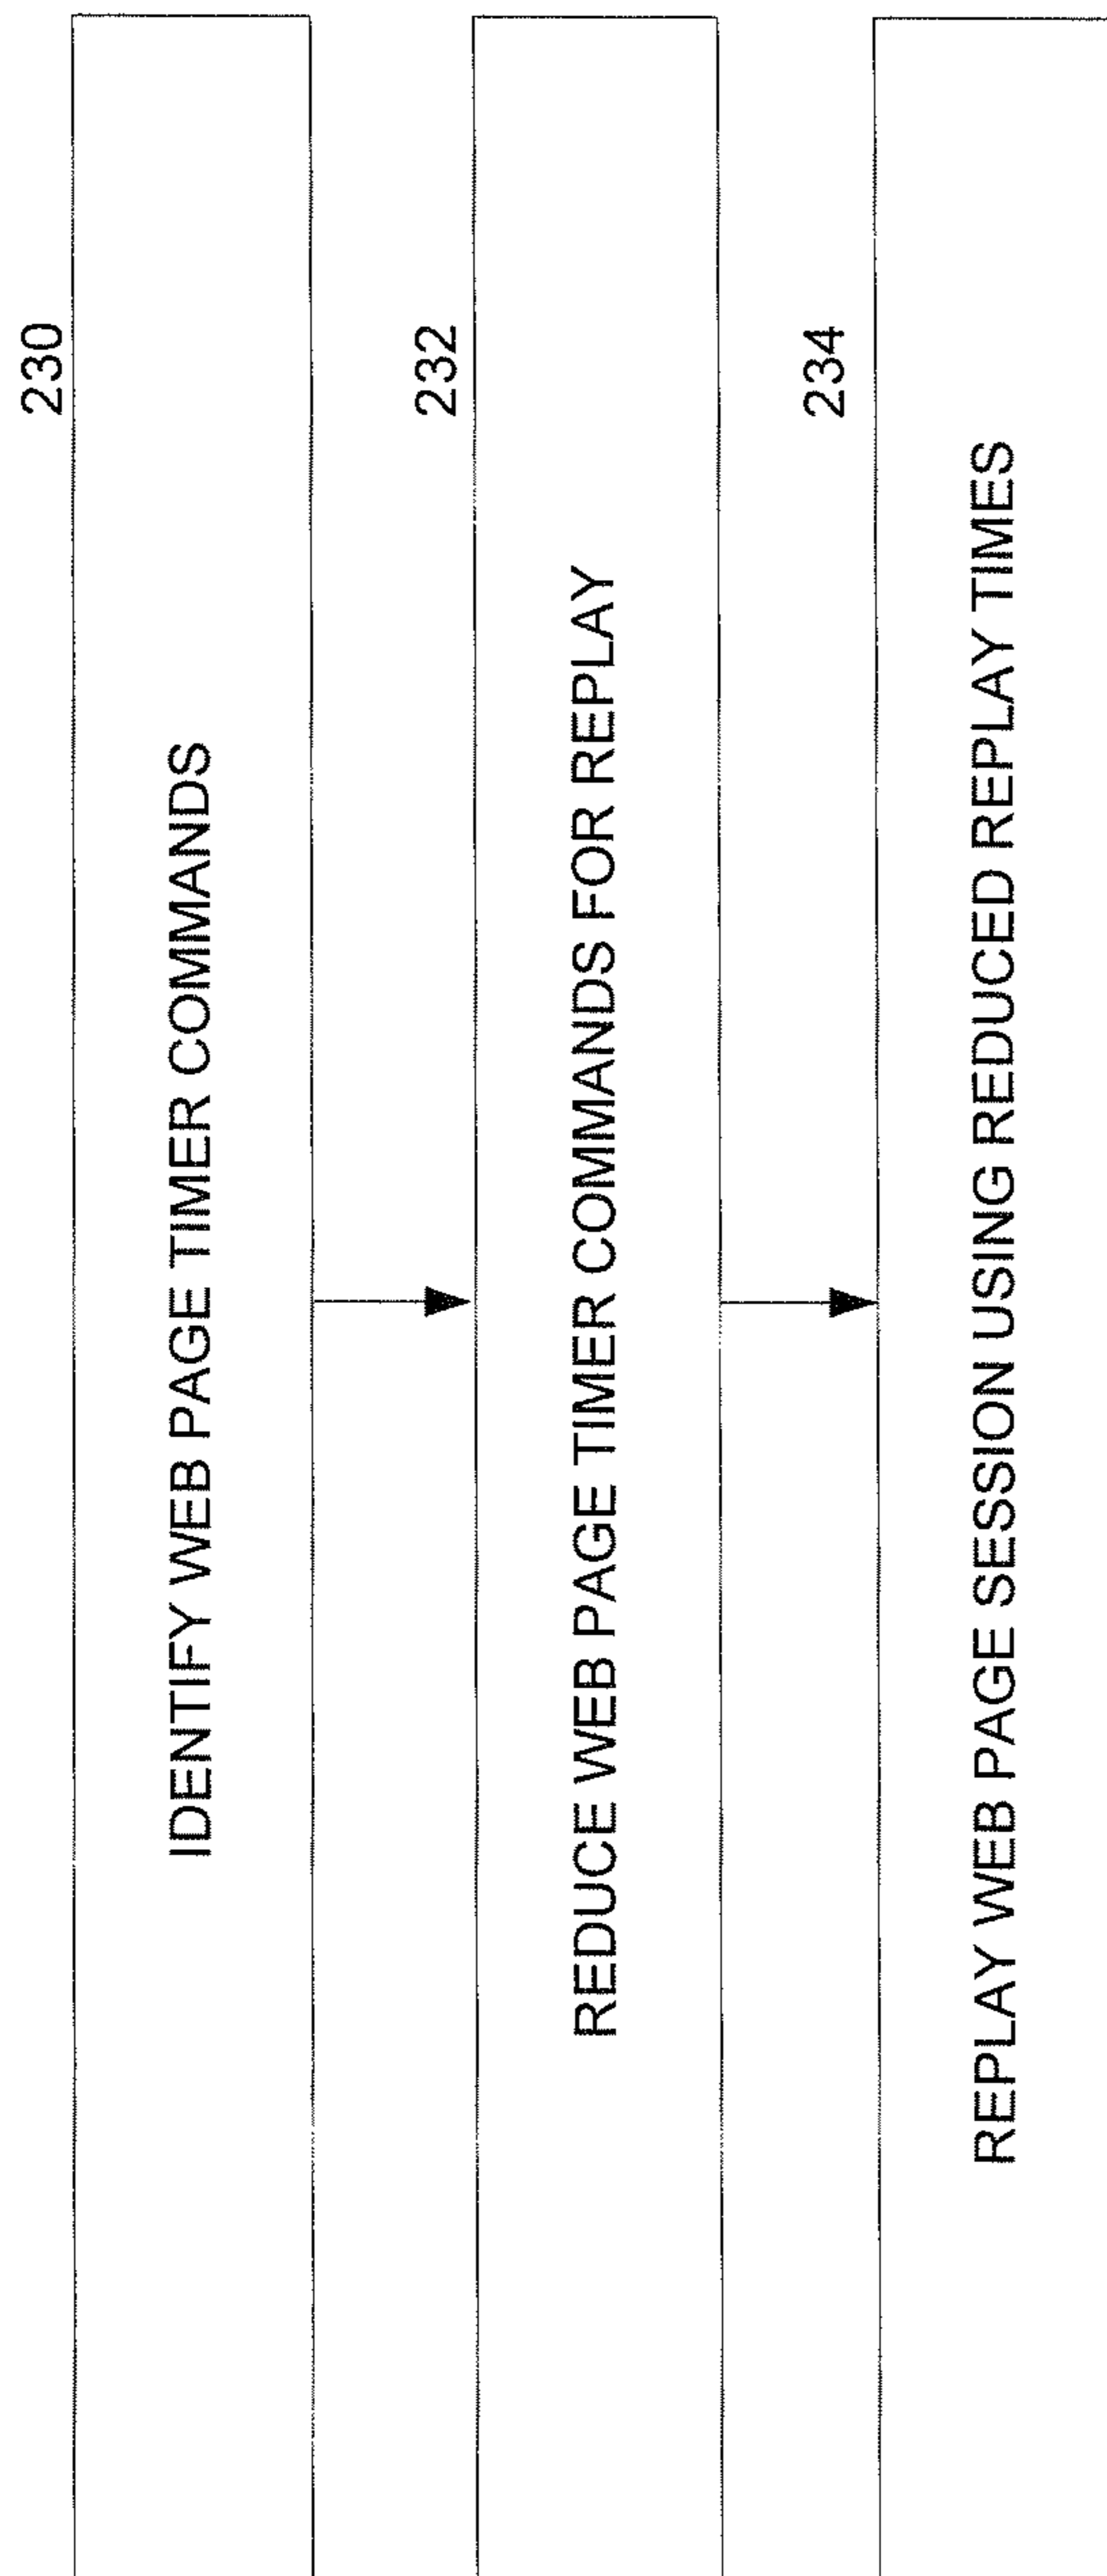 230
IDENTIFY WEB PAGE TIMER COMMANDS
232
REDUCE WEB PAGE TIMER COMMANDS FOR REPLAY
234
REPLAY WEB PAGE SESSION USING REDUCED REPLAY TIMES